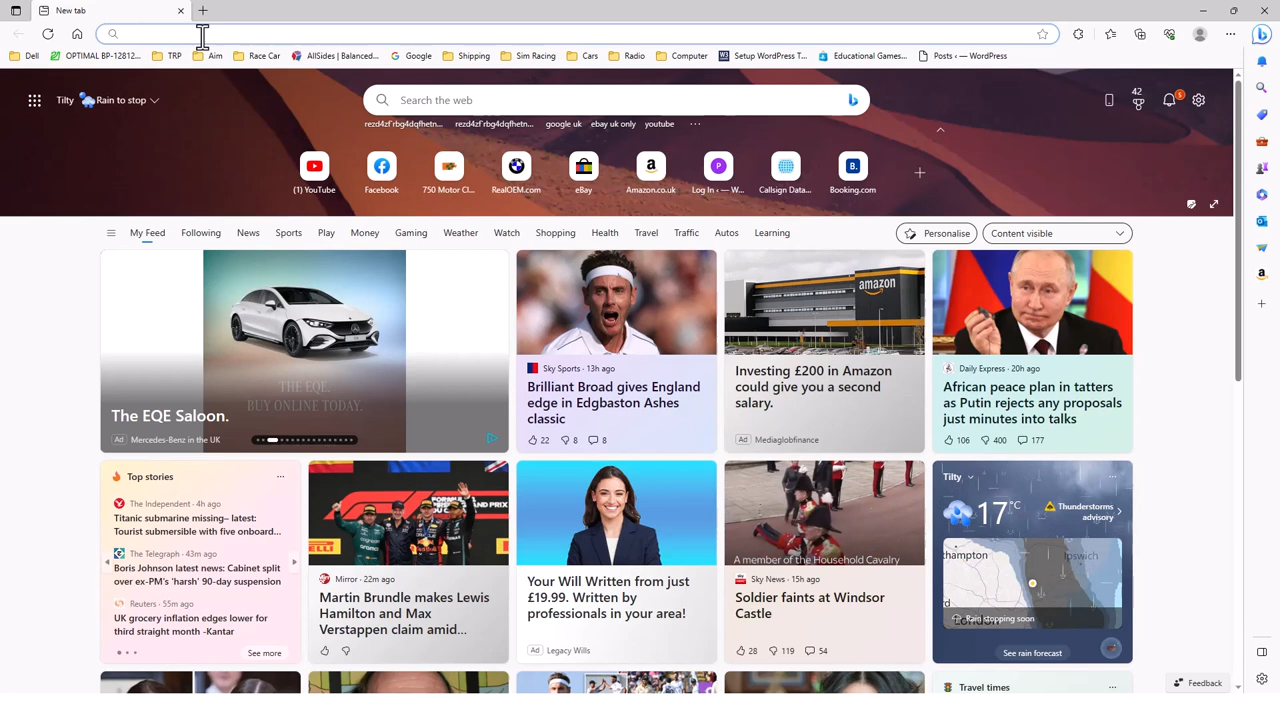 New tab
Dell
OPTIMAL BP-12812...
TRP
Aim
Race Car
AllSides | Balanced...
Google
Shipping
Sim Racing
Cars
Radio
Computer
Setup WordPress T...
Educational Games...
Posts ‹ — WordPress
Tilty
Rain to stop
Search the web
42
5
rezd4zf`rbg4dqfhetn...
rezd4zf`rbg4dqfhetn...
google uk
ebay uk only
youtube
...
(1) YouTube
Facebook
750 Motor Cl...
RealOEM.com
eBay
Amazon.co.uk
Log In ‹ — W...
Callsign Data...
Booking.com
My Feed
Following
News
Sports
Play
Money
Gaming
Weather
Watch
Shopping
Health
Travel
Traffic
Autos
Learning
Personalise
Content visible
THE EQE.
BUY ONLINE TODAY.
The EQE Saloon.
Ad Mercedes-Benz in the UK
Sky Sports · 13h ago
Brilliant Broad gives England
edge in Edgbaston Ashes
classic
22
8
8
amazon
Investing £200 in Amazon
could give you a second
salary.
Ad Mediaglobfinance
Daily Express · 20h ago
African peace plan in tatters
as Putin rejects any proposals
just minutes into talks
106
400
177
Top stories
The Independent · 4h ago
Titanic submarine missing– latest:
Tourist submersible with five onboard...
The Telegraph · 43m ago
Boris Johnson latest news: Cabinet split
over ex-PM's 'harsh' 90-day suspension
Reuters · 55m ago
UK grocery inflation edges lower for
third straight month -Kantar
See more
Mirror · 22m ago
Martin Brundle makes Lewis
Hamilton and Max
Verstappen claim amid...
Your Will Written from just
£19.99. Written by
professionals in your area!
Ad Legacy Wills
A member of the Household Cavalry
Sky News · 15h ago
Soldier faints at Windsor
Castle
28
119
54
Tilty
17 °C
Thunderstorms
advisory
hampton
Ipswich
rd
London
Rain stopping soon
See rain forecast
Travel times
Feedback